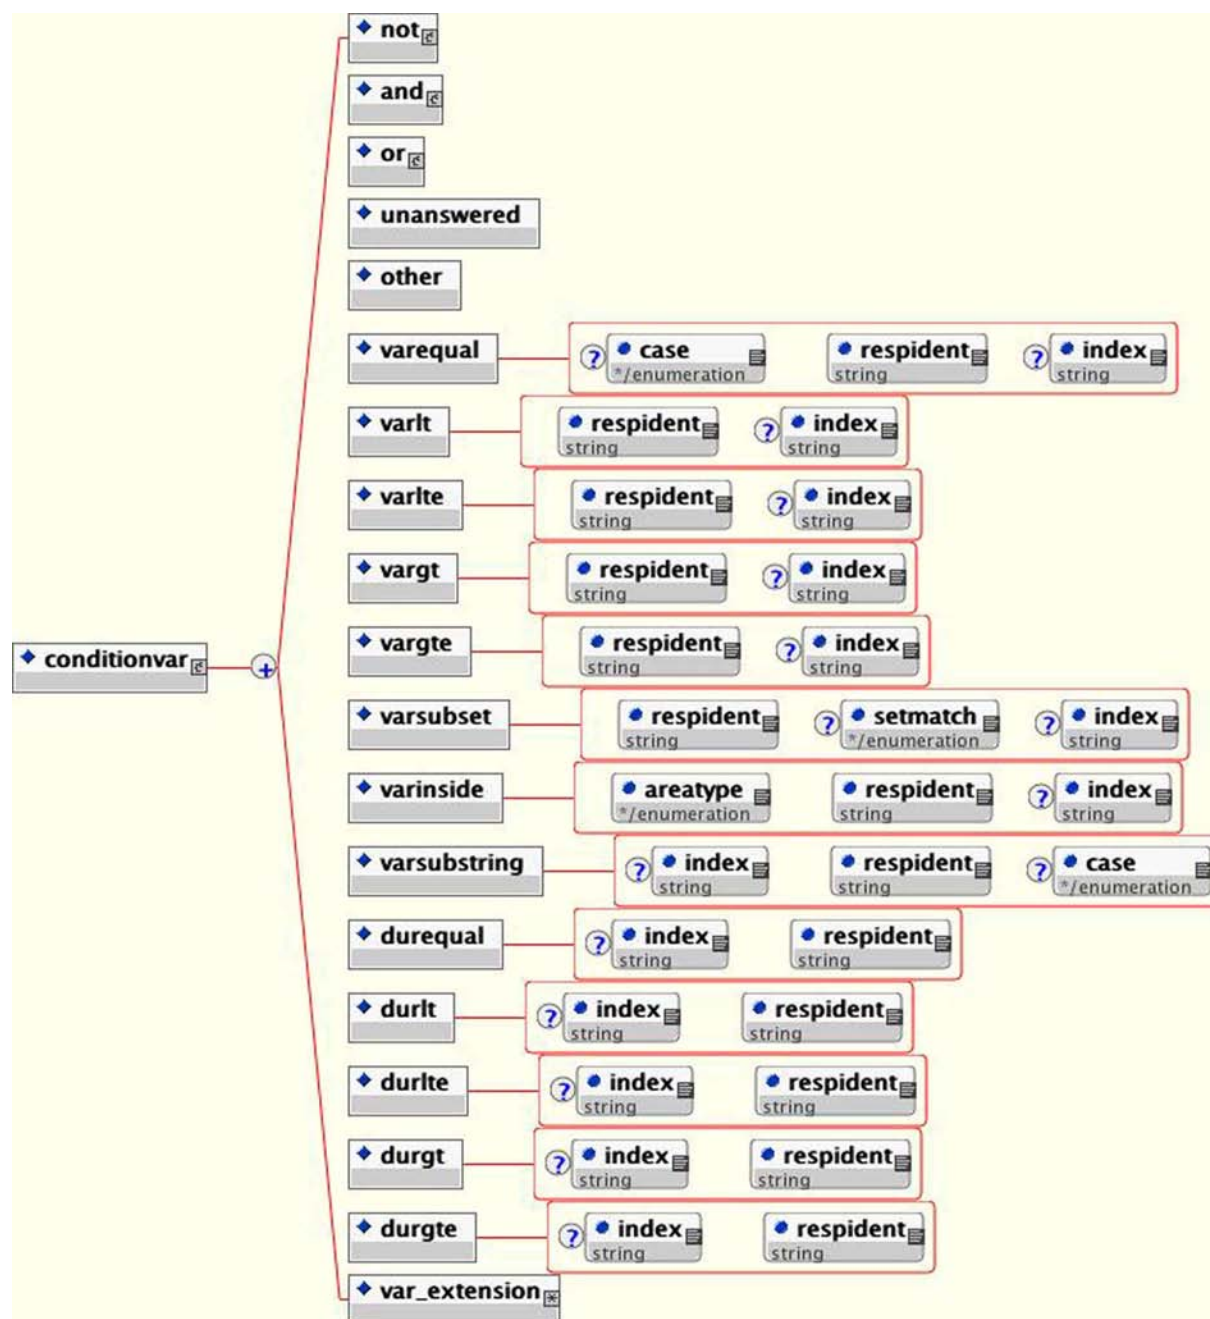 not
and
or
unanswered
other
varequal ? case */enumeration respident string ? index string
varlt respident string ? index string
varlte respident string ? index string
vargt respident string ? index string
vargte respident string ? index string
conditionvar +
varsubset respident string ? setmatch */enumeration ? index string
varinside areatype */enumeration respident string ? index string
varsubstring ? index string respident string ? case */enumeration
durequal ? index string respident string
durlt ? index string respident string
durlte ? index string respident string
durgt ? index string respident string
durgte ? index string respident string
var_extension